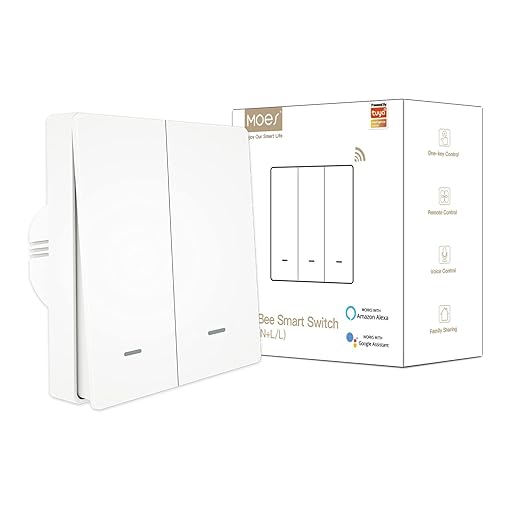 MOES
Enjoy Our Smart Life
Powered By
tuya
One-key Control
Remote Control
Voice Control
Family Sharing
Bee Smart Switch
N+L/L)
WORKS WITH
Amazon Alexa
WORKS WITH
Google Assistant